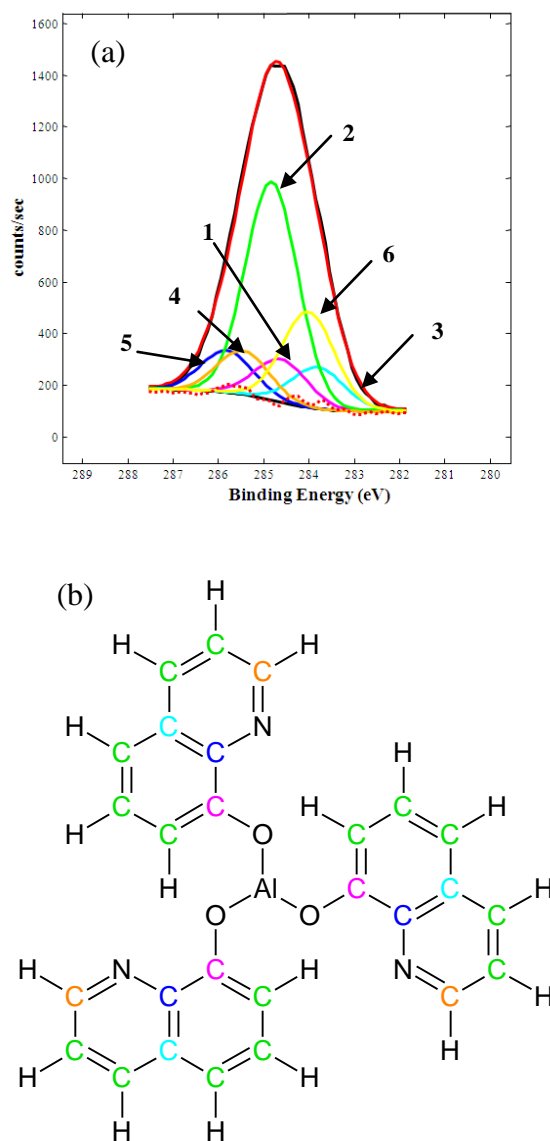 (a)
1600
1400
1200
1000
800
600
400
200
0
counts/sec
2
1
6
4
3
5
289 288 287 286 285 284 283 282 281 280
Binding Energy (eV)
(b)
H
H C H
C C
H C C N
C C
C C H
H C O H C H
H Al C C
O O C C H
H N C H C C
C C C N C
C C C H C H
H C C H H
H H